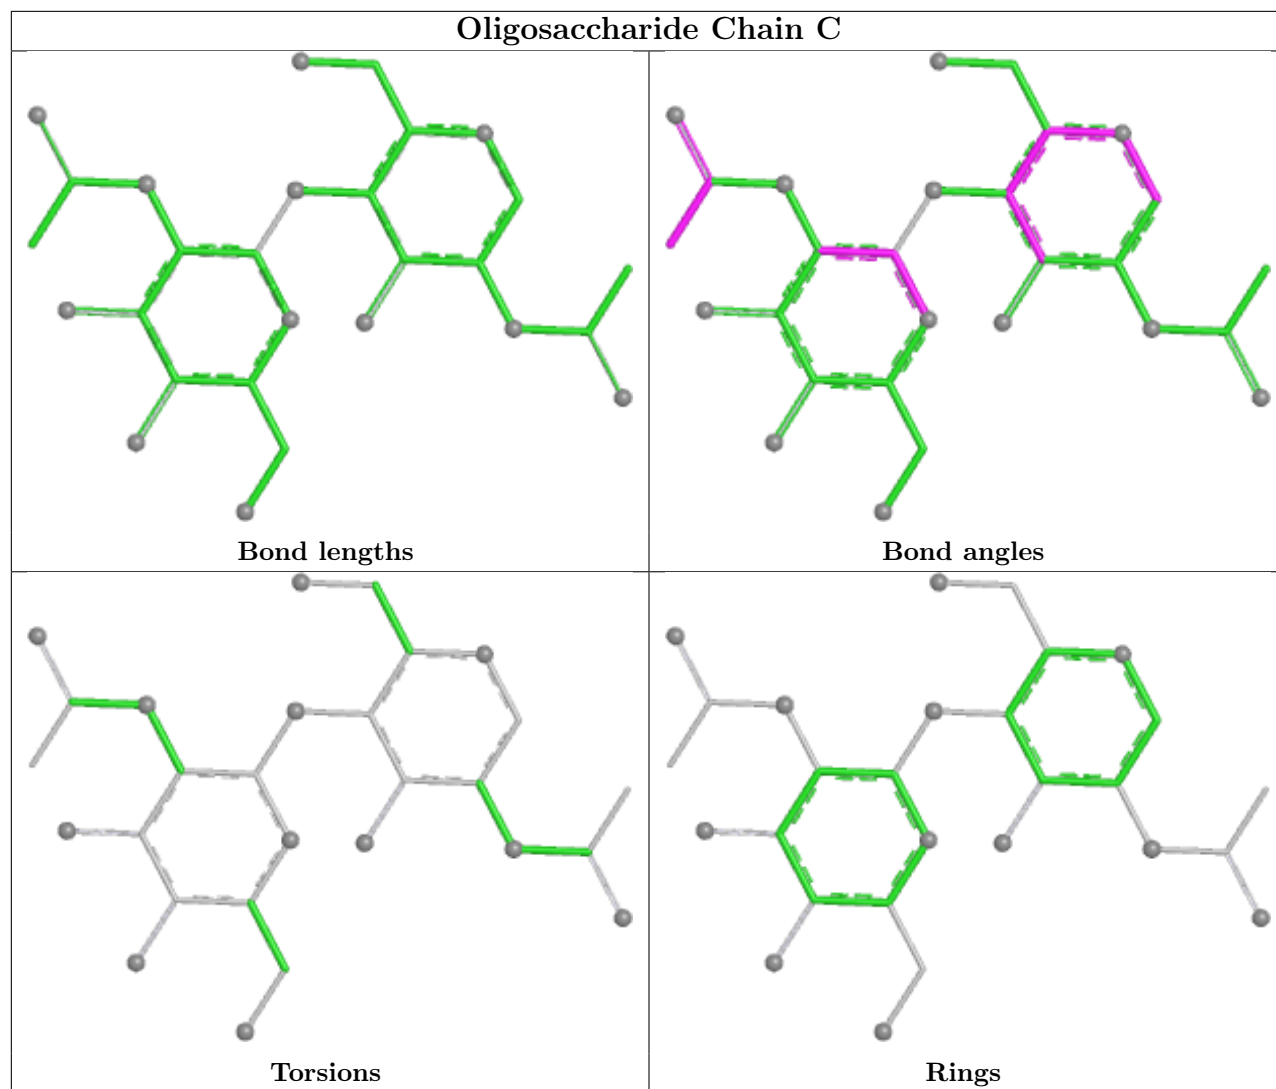 Oligosaccharide Chain C
Bond lengths
Bond angles
Torsions
Rings